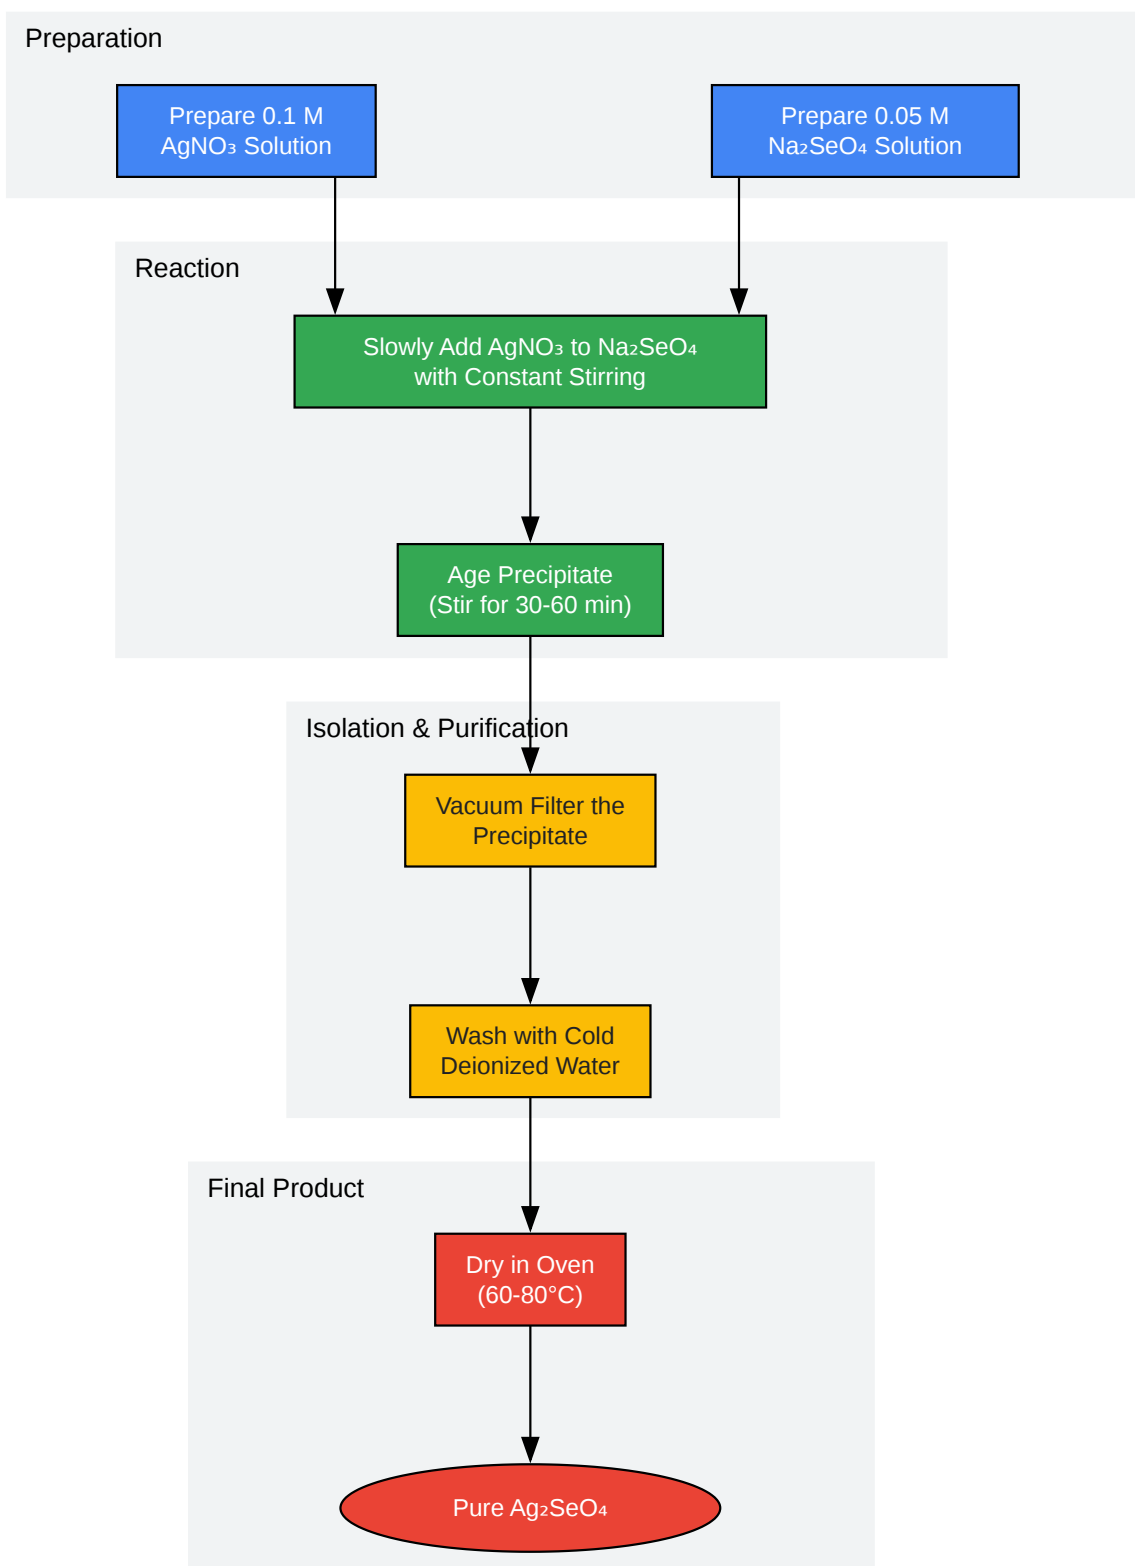 Preparation
Prepare 0.1 M
AgNO₃ Solution
Prepare 0.05 M
Na₂SeO₄ Solution
Reaction
Slowly Add AgNO₃ to Na₂SeO₄
with Constant Stirring
Age Precipitate
(Stir for 30-60 min)
Isolation & Purification
Vacuum Filter the
Precipitate
Wash with Cold
Deionized Water
Final Product
Dry in Oven
(60-80°C)
Pure Ag₂SeO₄